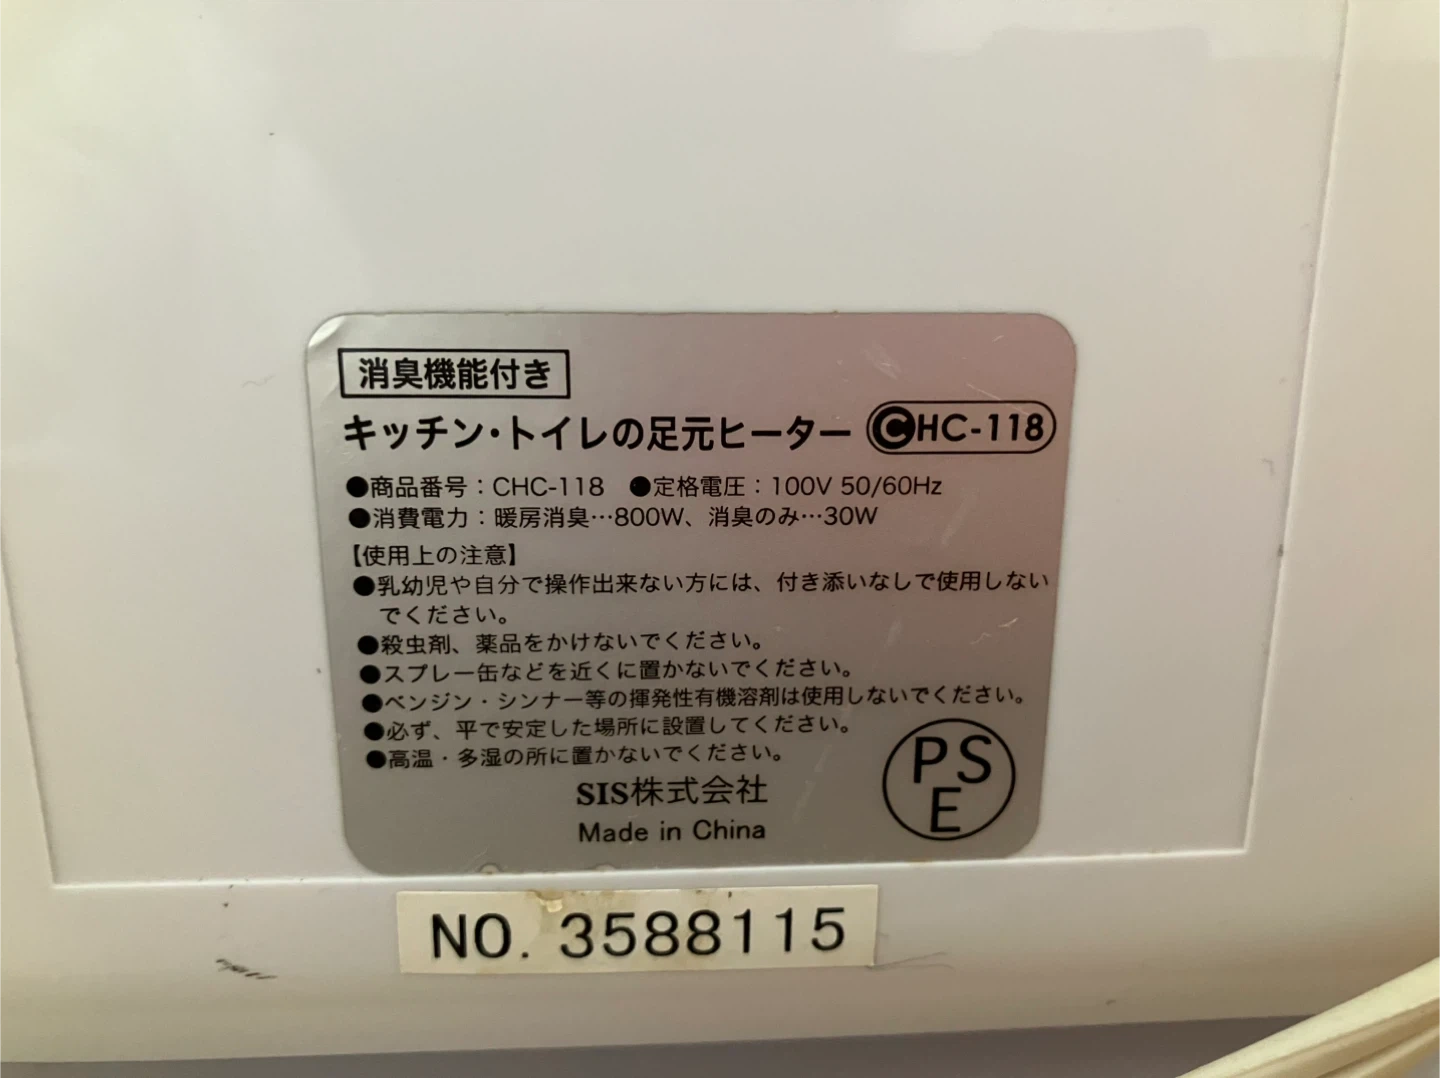 消臭機能付き
キッチン・トイレの足元ヒーター CHC-118
●商品番号：CHC-118 ●定格電圧：100V 50/60Hz
●消費電力：暖房消臭…800W、消臭のみ…30W
【使用上の注意】
●乳幼児や自分で操作出来ない方には、付き添いなしで使用しない
でください。
●殺虫剤、薬品をかけないでください。
●スプレー缶などを近くに置かないでください。
●ベンジン・シンナー等の揮発性有機溶剤は使用しないでください。
●必ず、平で安定した場所に設置してください。
●高温・多湿の所に置かないでください。
PS
E
SIS株式会社
Made in China
NO. 3588115